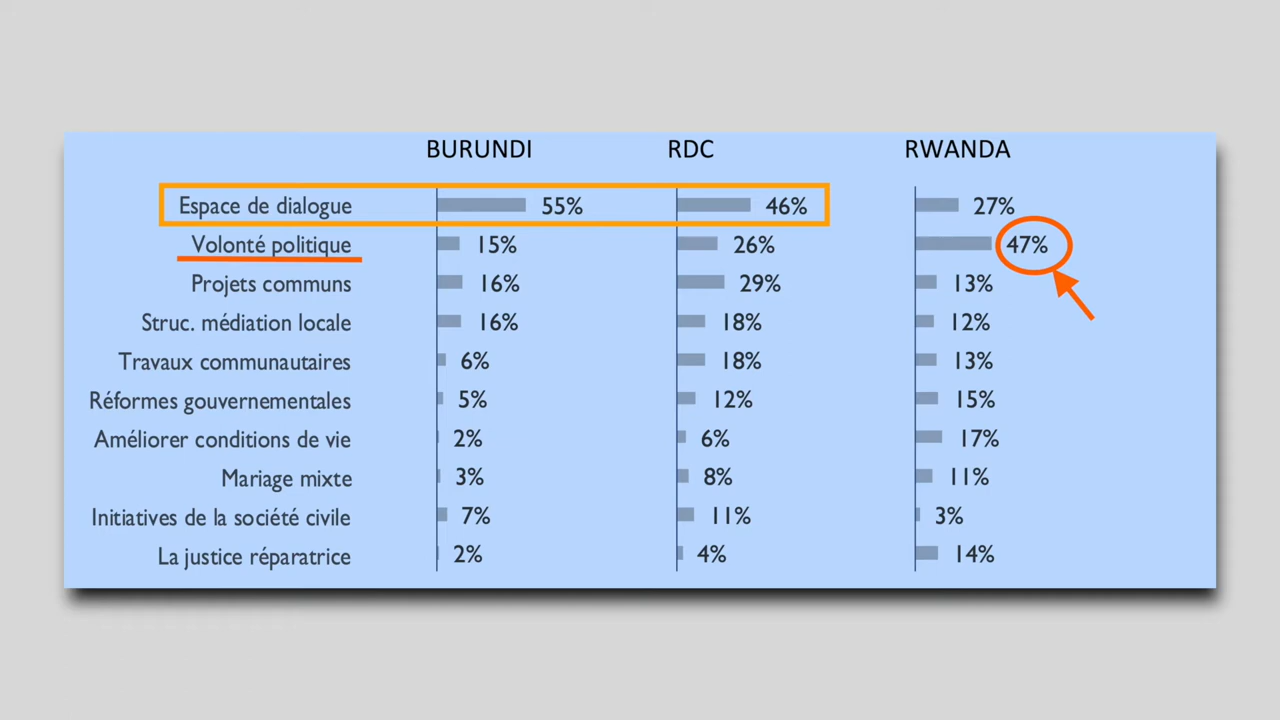 BURUNDI RDC RWANDA
Espace de dialogue 55% 46% 27%
Volonté politique 15% 26% 47%
Projets communs 16% 29% 13%
Struc. médiation locale 16% 18% 12%
Travaux communautaires 6% 18% 13%
Réformes gouvernementales 5% 12% 15%
Améliorer conditions de vie 2% 6% 17%
Mariage mixte 3% 8% 11%
Initiatives de la société civile 7% 11% 3%
La justice réparatrice 2% 4% 14%